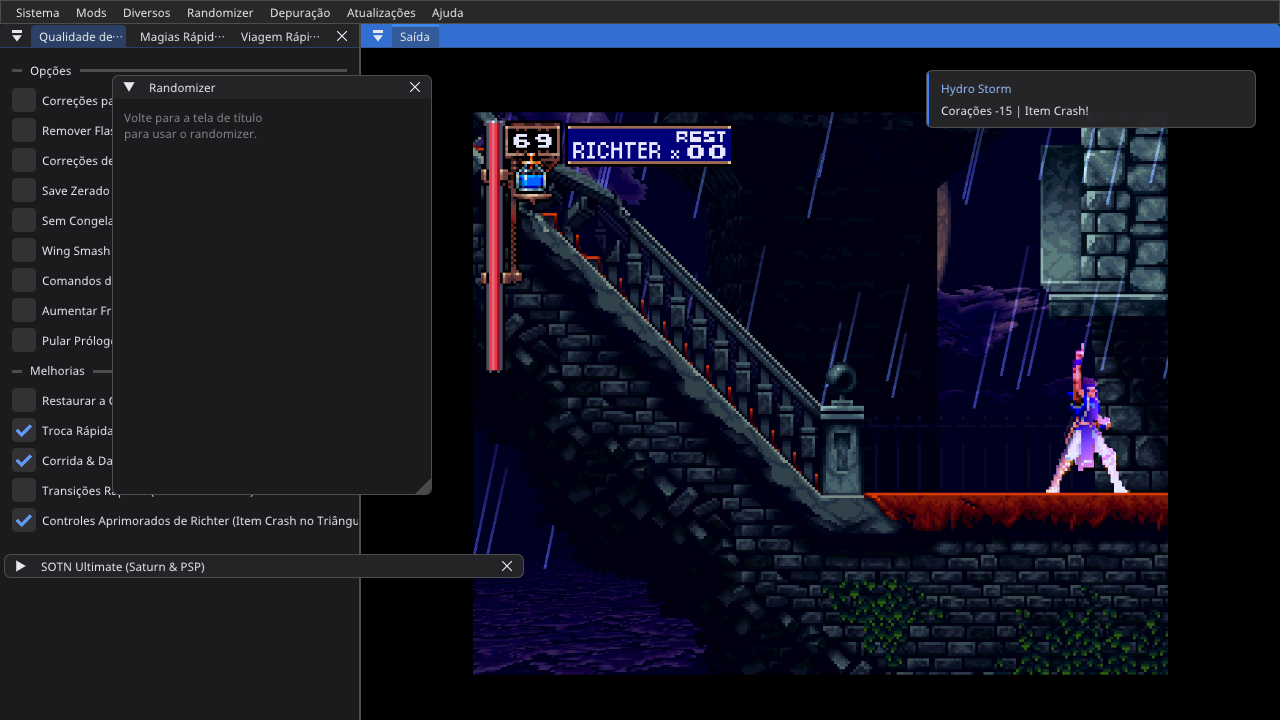 Sistema Mods Diversos Randomizer Depuração Atualizações Ajuda
Qualidade de··· Magias Rápid··· Viagem Rápi···
Saída
Opções
Correções pa
Remover Flas
Correções de
Save Zerado
Sem Congela
Wing Smash
Comandos d
Aumentar Fr
Pular Prólogo
Melhorias
Restaurar a
Troca Rápida
Corrida & Da
Transições
Controles Aprimorados de Richter (Item Crash no Triângu
Randomizer
Volte para a tela de título
para usar o randomizer.
SOTN Ultimate (Saturn & PSP)
Hydro Storm
Corações -15 | Item Crash!
69
REST
RICHTER x 00